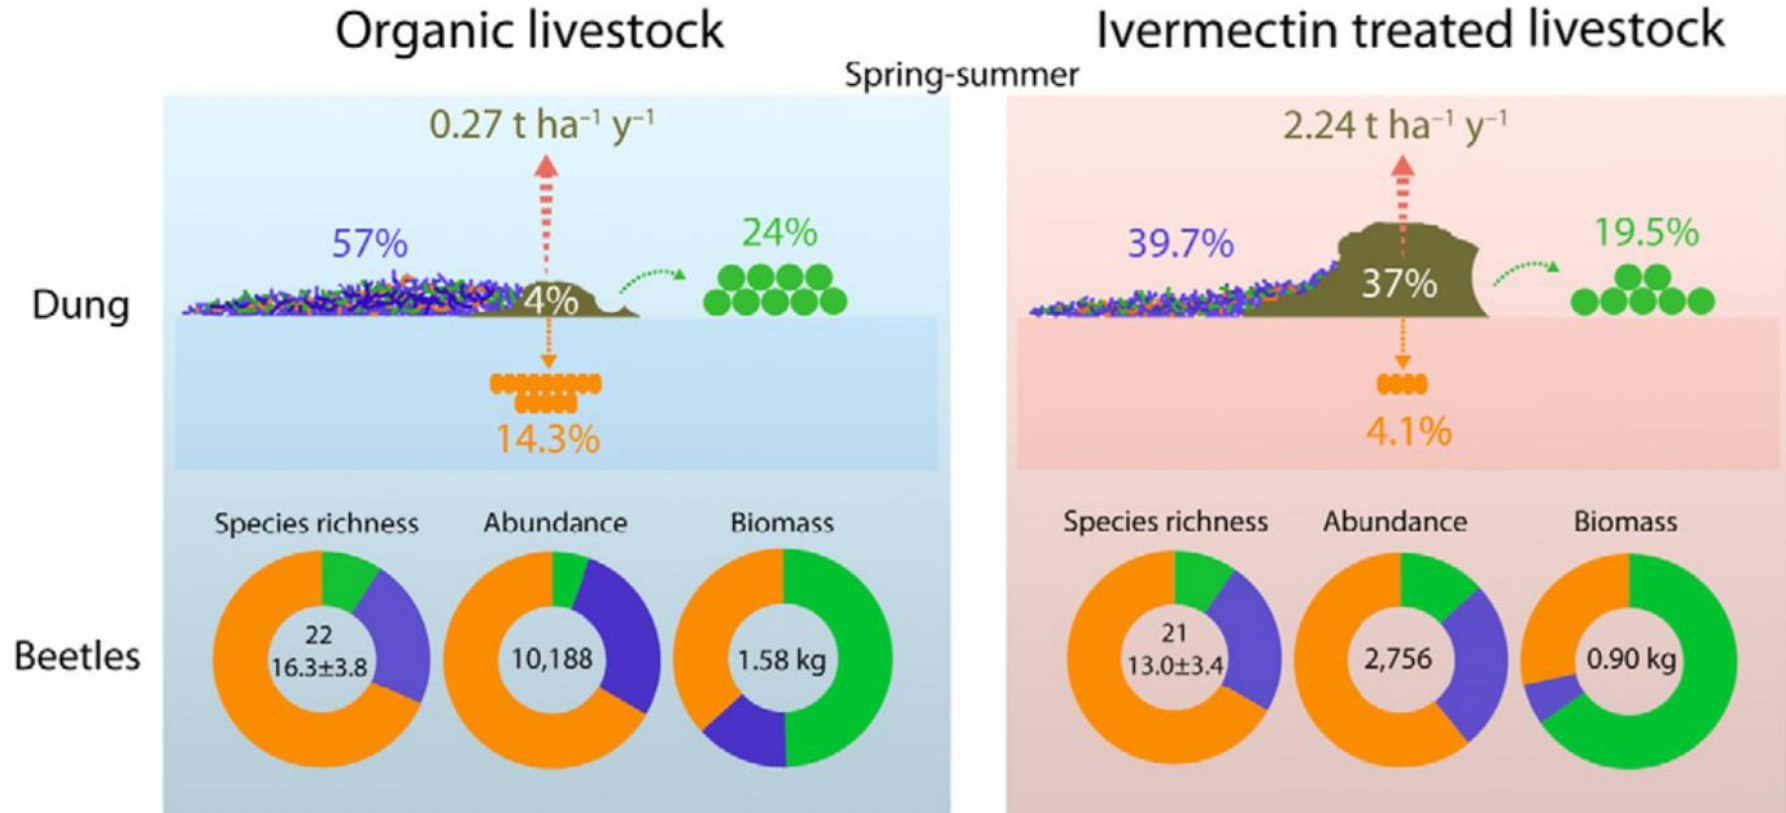 Organic livestock
Ivermectin treated livestock
Spring-summer
0.27 t ha⁻¹ y⁻¹
2.24 t ha⁻¹ y⁻¹
57%
24%
39.7%
19.5%
Dung
4%
37%
14.3%
4.1%
Species richness
Abundance
Biomass
Species richness
Abundance
Biomass
Beetles
22
16.3±3.8
10,188
1.58 kg
21
13.0±3.4
2,756
0.90 kg